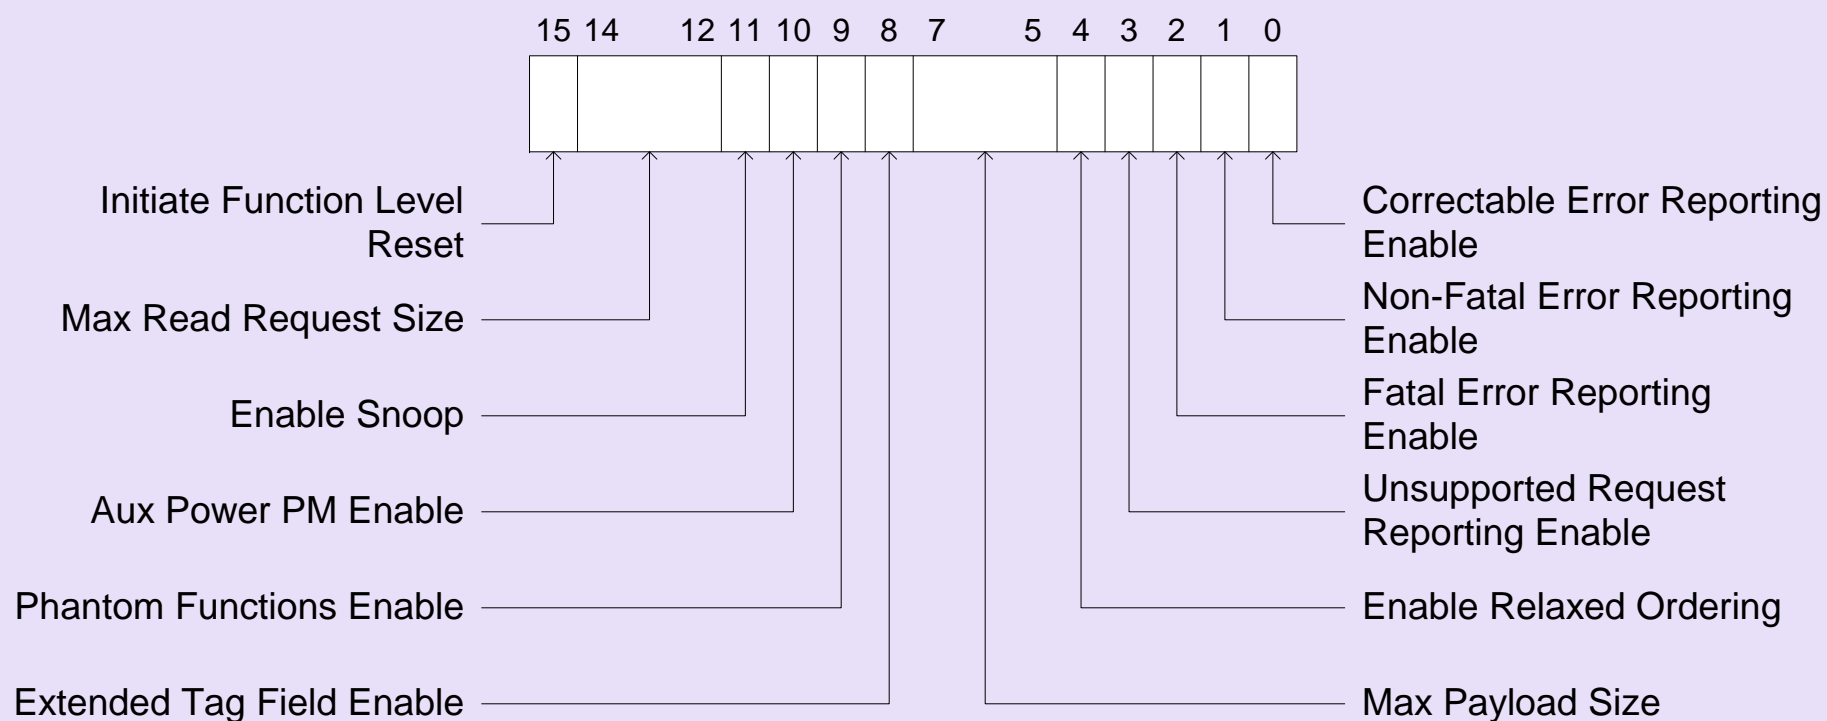 15 14 12 11 10 9 8 7 5 4 3 2 1 0
Initiate Function Level
Reset
Max Read Request Size
Enable Snoop
Aux Power PM Enable
Phantom Functions Enable
Extended Tag Field Enable
Correctable Error Reporting
Enable
Non-Fatal Error Reporting
Enable
Fatal Error Reporting
Enable
Unsupported Request
Reporting Enable
Enable Relaxed Ordering
Max Payload Size